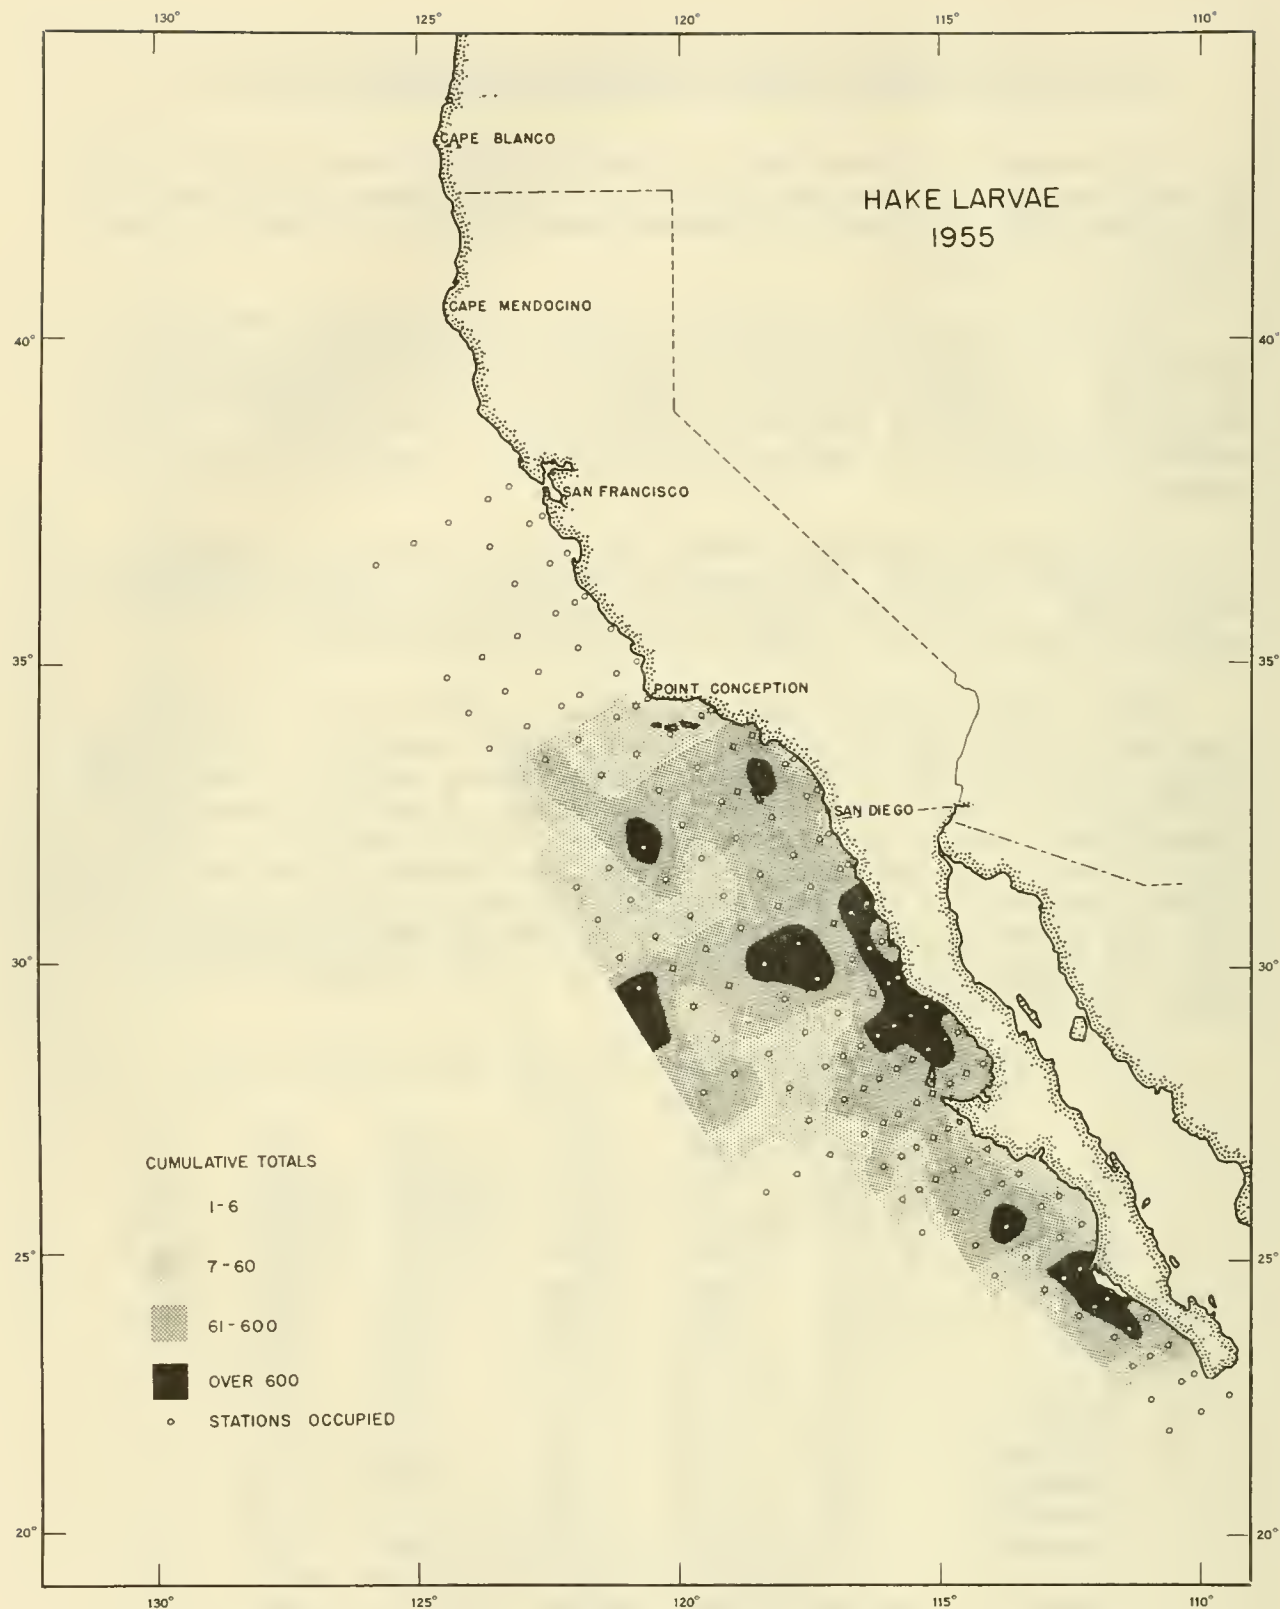 130° 125° 120° 115° 110°
CAPE BLANCO
HAKE LARVAE
1955
CAPE MENDOCINO
40° 40°
SAN FRANCISCO
35° 35°
POINT CONCEPTION
SAN DIEGO
30° 30°
CUMULATIVE TOTALS
1-6
25° 25°
7-60
61-600
OVER 600
STATIONS OCCUPIED
20° 20°
130° 125° 120° 115° 110°